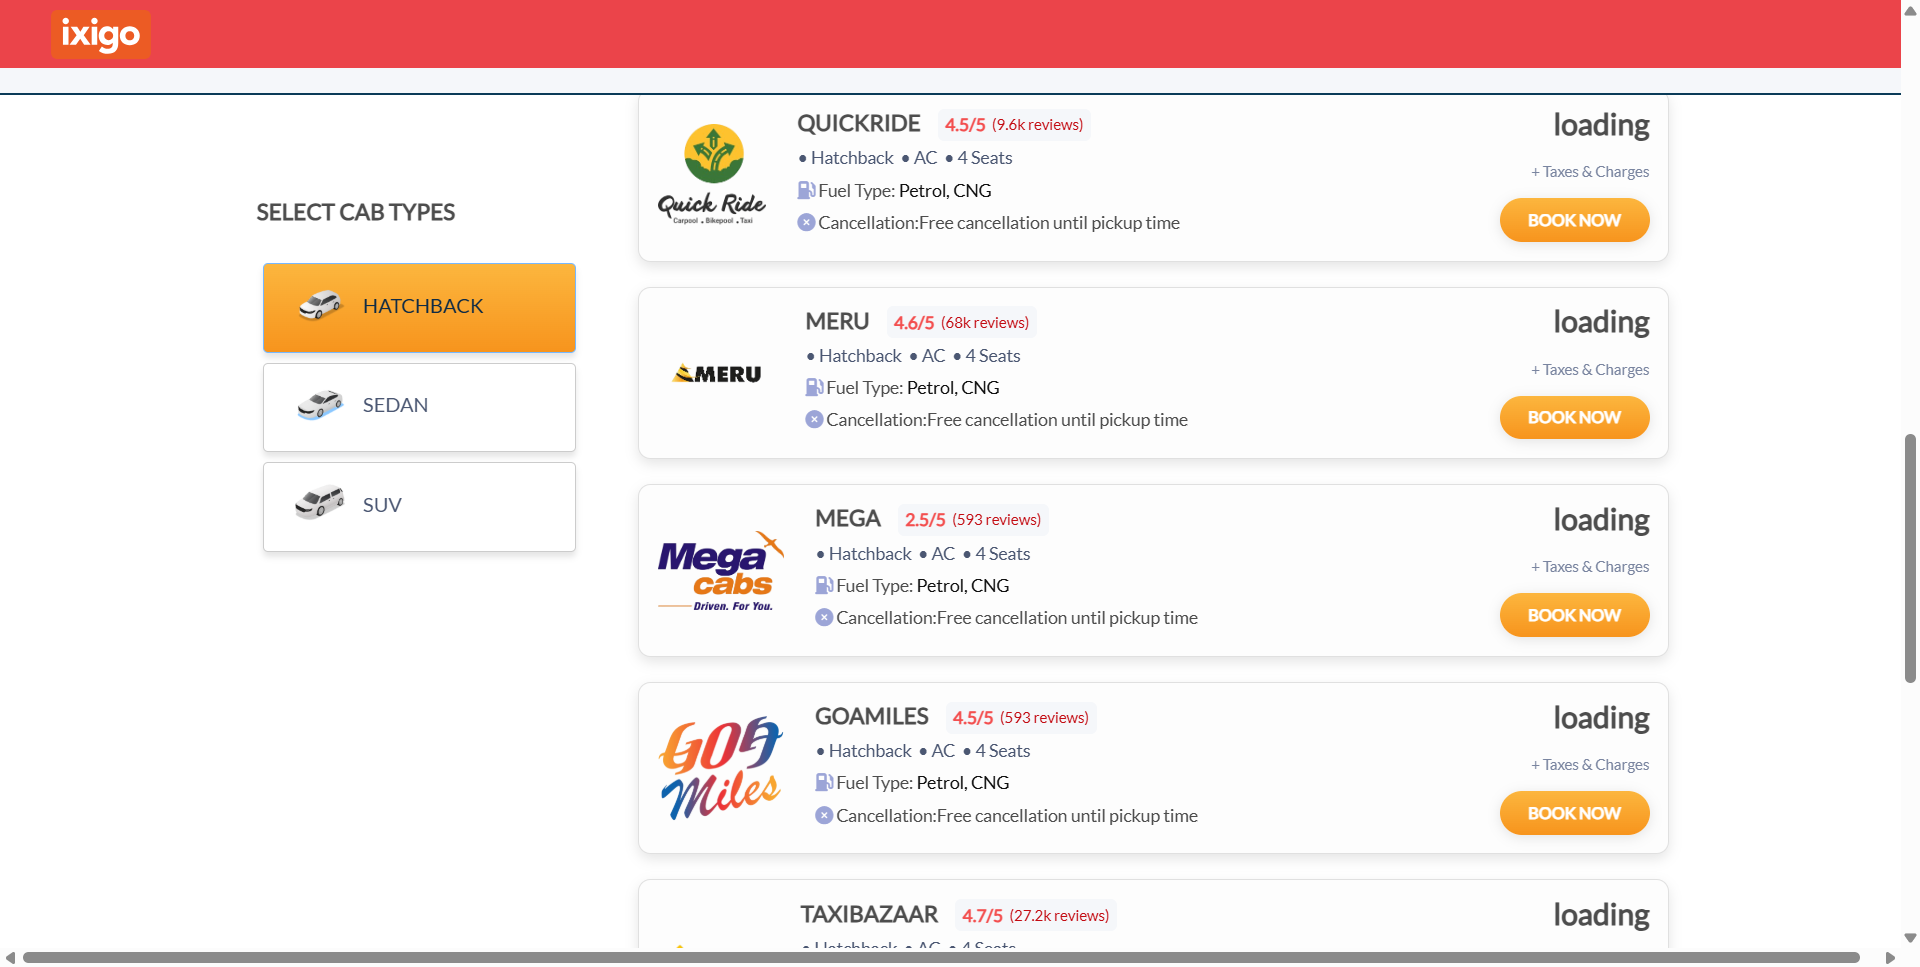 ixigo
SELECT CAB TYPES
HATCHBACK
SEDAN
SUV
Quick Ride
Carpool • Bikepool • Taxi
QUICKRIDE 4.5/5 (9.6k reviews)
• Hatchback • AC • 4 Seats
Fuel Type: Petrol, CNG
Cancellation:Free cancellation until pickup time
loading
+ Taxes & Charges
BOOK NOW
MERU
MERU 4.6/5 (68k reviews)
• Hatchback • AC • 4 Seats
Fuel Type: Petrol, CNG
Cancellation:Free cancellation until pickup time
loading
+ Taxes & Charges
BOOK NOW
Mega
cabs
Driven. For You.
MEGA 2.5/5 (593 reviews)
• Hatchback • AC • 4 Seats
Fuel Type: Petrol, CNG
Cancellation:Free cancellation until pickup time
loading
+ Taxes & Charges
BOOK NOW
GOA
Miles
GOAMILES 4.5/5 (593 reviews)
• Hatchback • AC • 4 Seats
Fuel Type: Petrol, CNG
Cancellation:Free cancellation until pickup time
loading
+ Taxes & Charges
BOOK NOW
TAXIBAZAAR 4.7/5 (27.2k reviews)
• Hatchback • AC • 4 Seats
loading